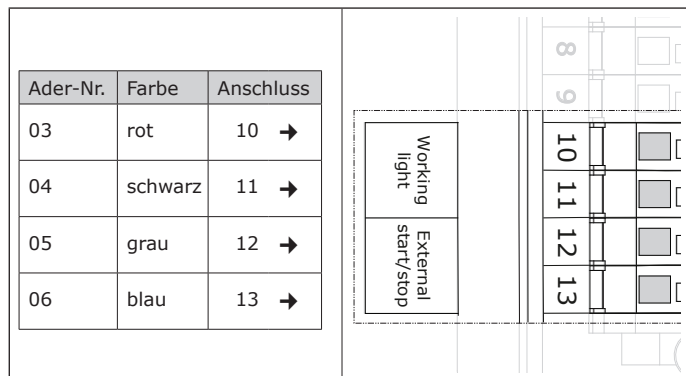 Ader-Nr. Farbe Anschluss
03 rot 10 ➔
04 schwarz 11 ➔
05 grau 12 ➔
06 blau 13 ➔
8
9
10
11
12
13
Working
light
External
start/stop